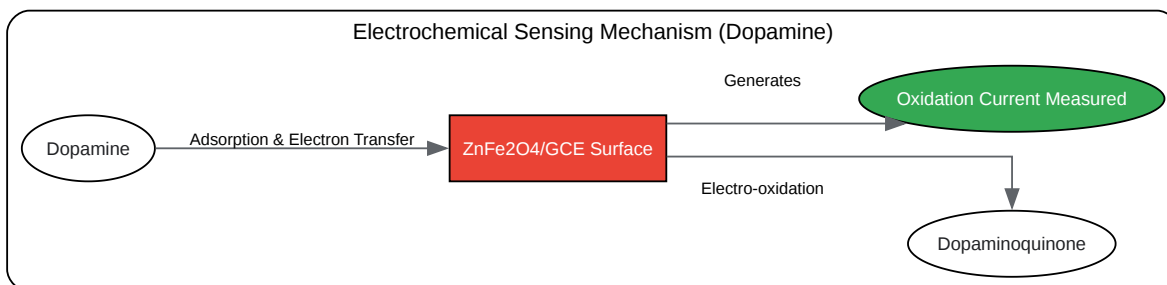 Electrochemical Sensing Mechanism (Dopamine)
Generates
Oxidation Current Measured
Dopamine
Adsorption & Electron Transfer
ZnFe2O4/GCE Surface
Electro-oxidation
Dopaminoquinone